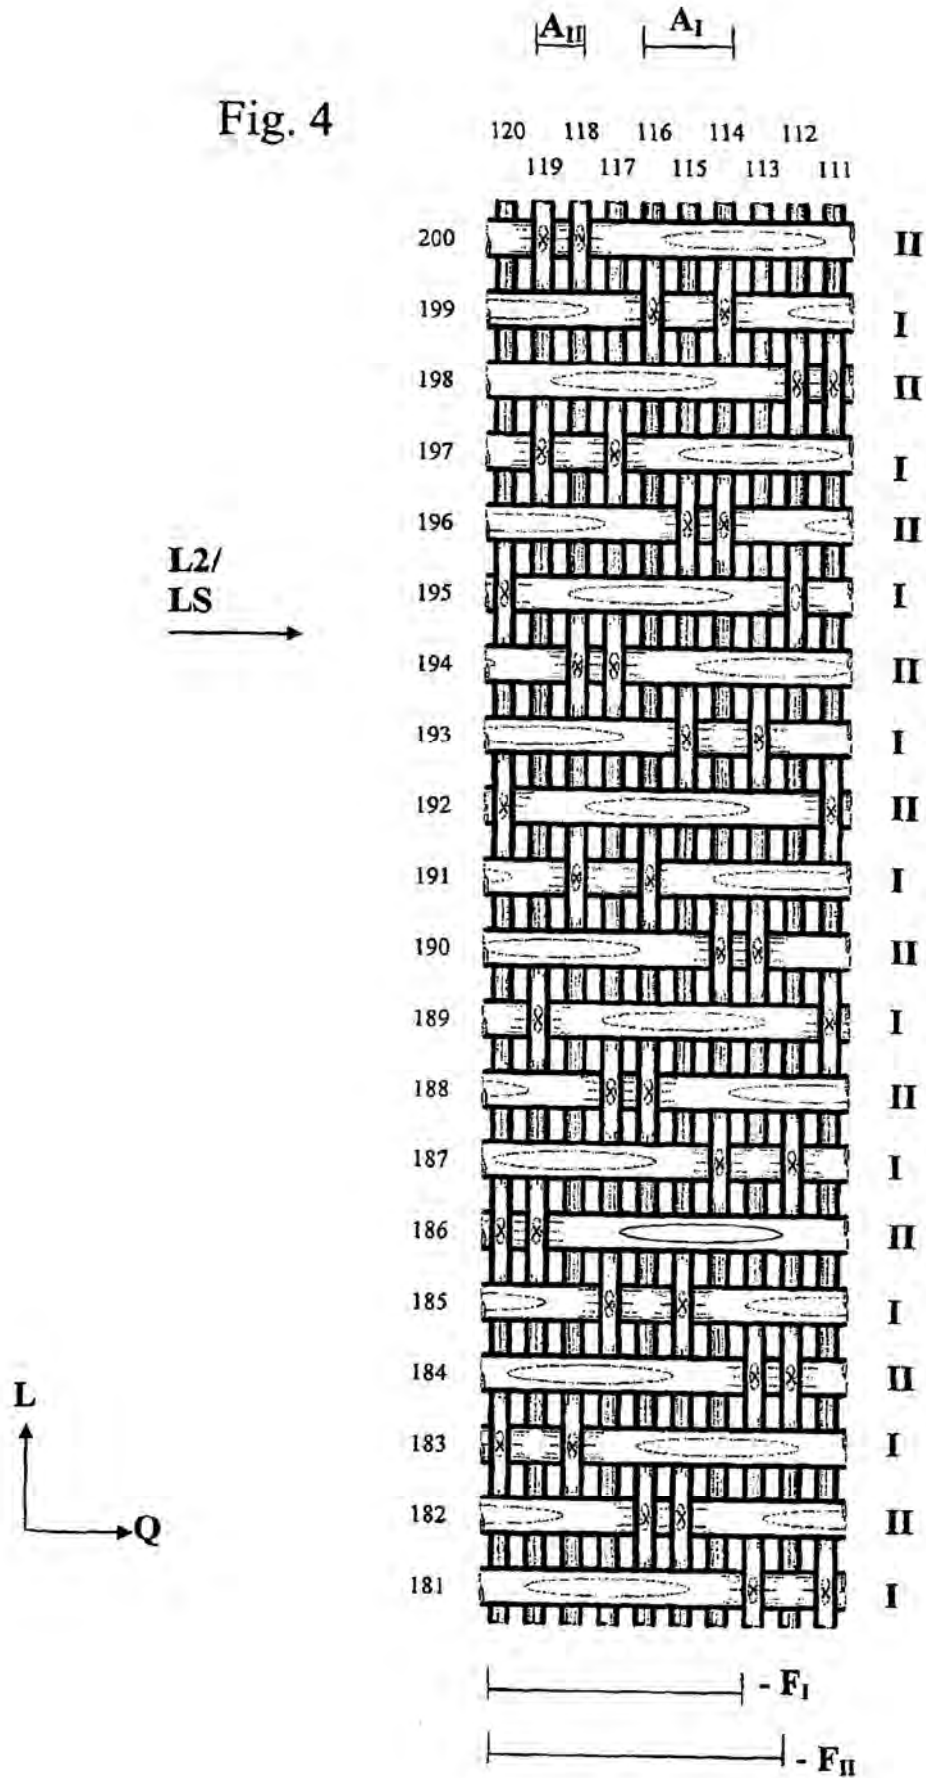 A_II A_I
Fig. 4
120 118 116 114 112
119 117 115 113 111
200 II
199 I
198 II
197 I
196 II
L2/
LS
195 I
194 II
193 I
192 II
191 I
190 II
189 I
188 II
187 I
186 II
185 I
184 II
L
183 I
Q
182 II
181 I
- F_I
- F_II